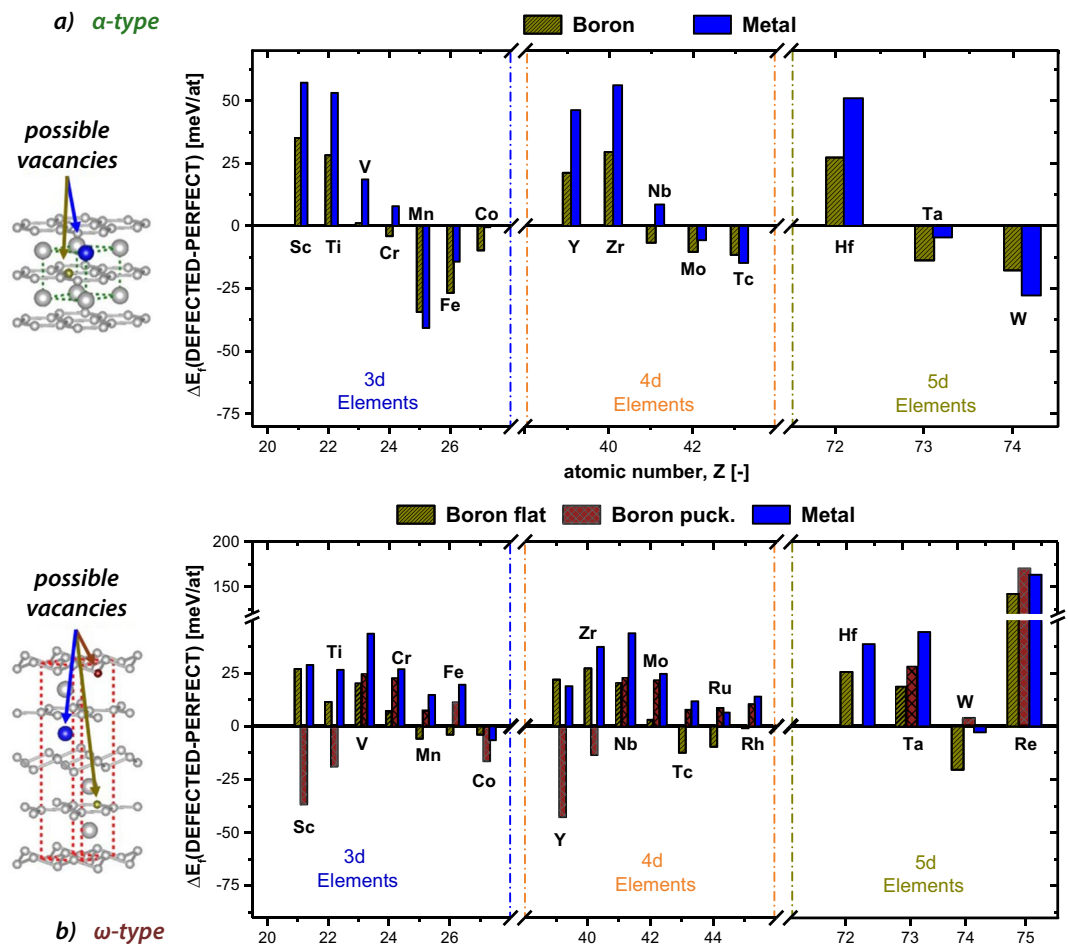 a) α-type
Boron Metal
possible
vacancies
ΔEf(DEFECTED-PERFECT) [meV/at]
50
25
0
-25
-50
-75
Sc Ti V Cr Mn Fe Co
Y Zr Nb Mo Tc
Hf Ta W
3d
Elements
4d
Elements
5d
Elements
20 22 24 26 40 42 72 73 74
atomic number, Z [-]
Boron flat Boron puck. Metal
possible
vacancies
ΔEf(DEFECTED-PERFECT) [meV/at]
200
150
25
0
-25
-50
-75
Sc Ti V Cr Mn Fe Co
Y Zr Nb Mo Tc Ru Rh
Hf Ta W Re
3d
Elements
4d
Elements
5d
Elements
20 22 24 26 40 42 44 72 73 74 75
b) ω-type